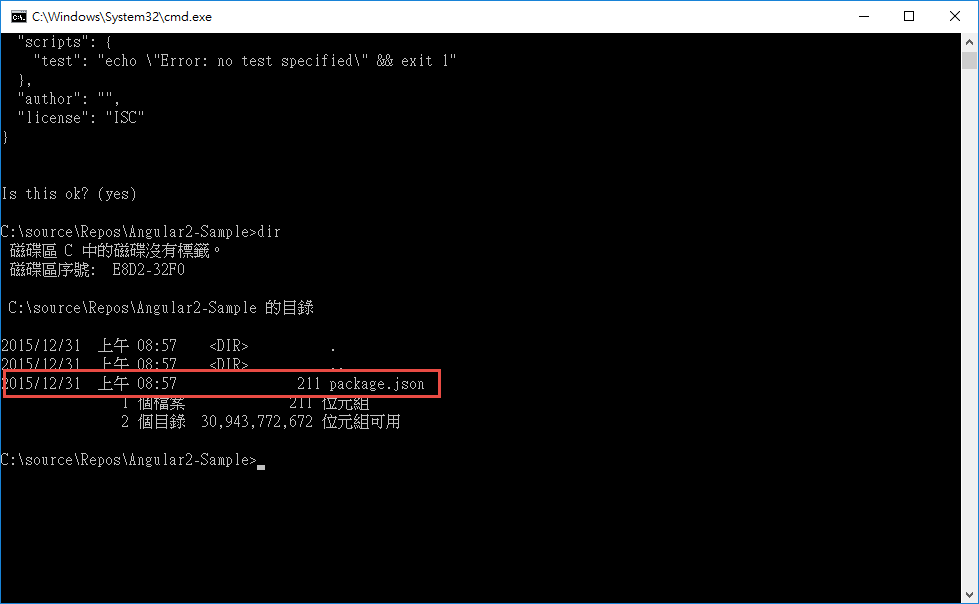 C:\Windows\System32\cmd.exe
"scripts": {
"test": "echo \"Error: no test specified\" && exit 1"
},
"author": "",
"license": "ISC"
}
Is this ok? (yes)
C:\source\Repos\Angular2-Sample>dir
磁碟區 C 中的磁碟沒有標籤。
磁碟區序號:  E8D2-32F0
C:\source\Repos\Angular2-Sample 的目錄
2015/12/31  上午 08:57    <DIR>          .
2015/12/31  上午 08:57    <DIR>          ..
2015/12/31  上午 08:57               211 package.json
1 個檔案             211 位元組
2 個目錄  30,943,772,672 位元組可用
C:\source\Repos\Angular2-Sample>